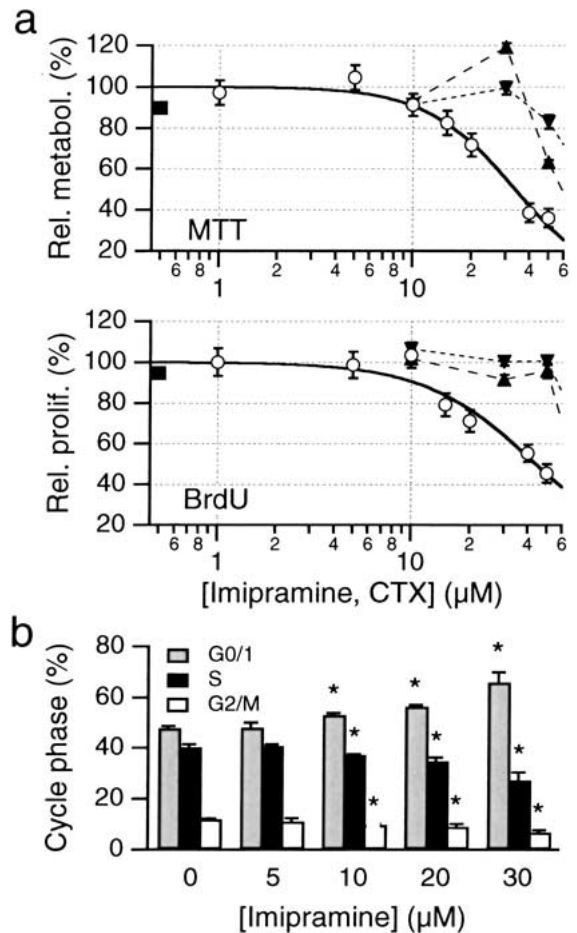 a
Rel. metabol. (%)
120
100
80
60
40
20
MTT
6 8 1 2 4 6 8 10 2 4 6
Rel. prolif. (%)
120
100
80
60
40
20
BrdU
6 8 1 2 4 6 8 10 2 4 6
[Imipramine, CTX] (µM)
b
Cycle phase (%)
80
60
40
20
0
G0/1
S
G2/M
* * * * * * * * *
0 5 10 20 30
[Imipramine] (µM)